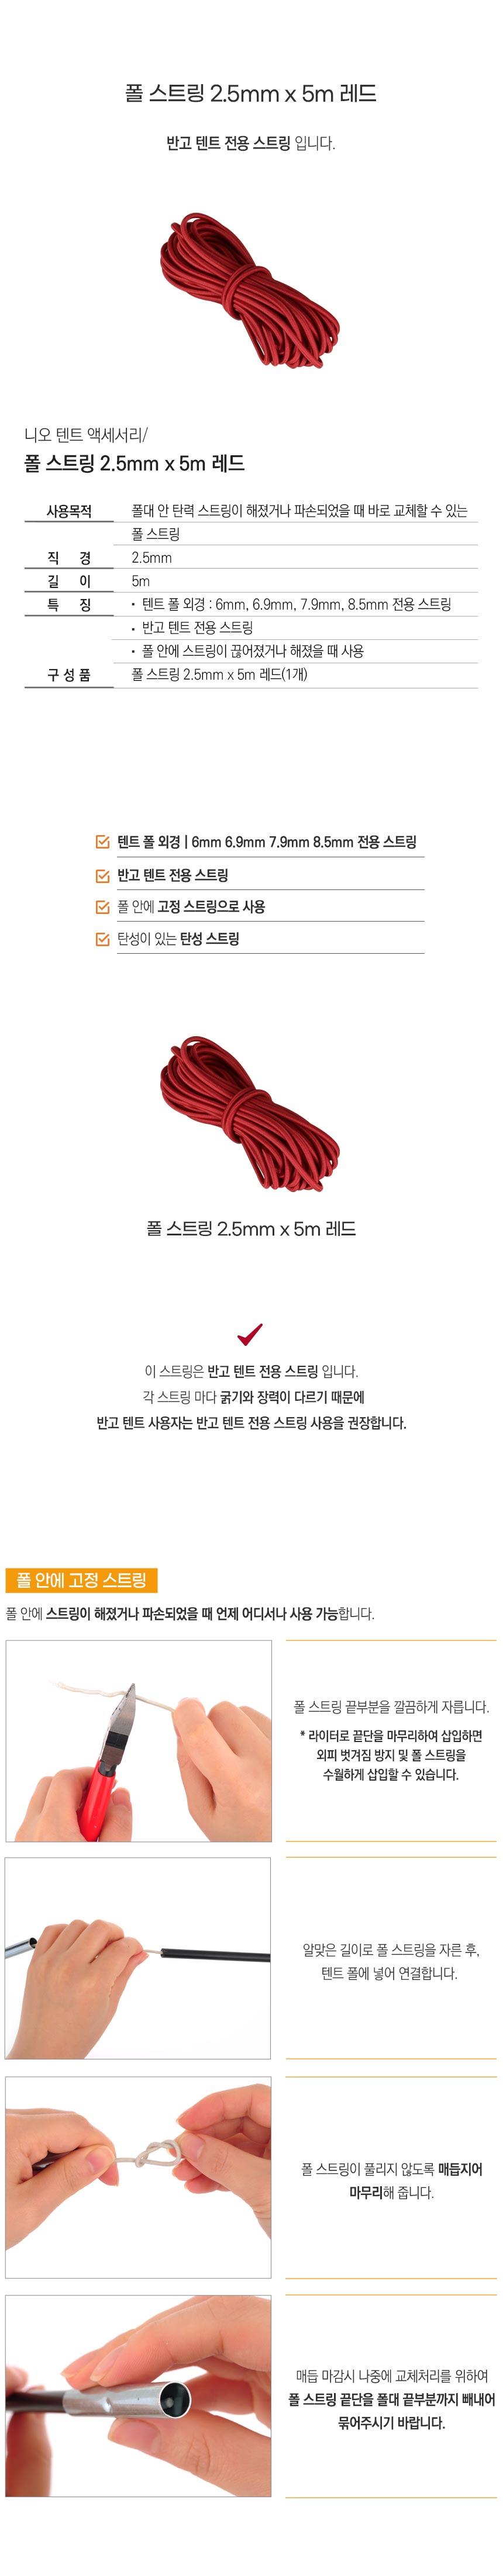 폴 스트링 2.5mm x 5m 레드
반고 텐트 전용 스트링 입니다.
니오 텐트 액세서리/
폴 스트링 2.5mm x 5m 레드
사용목적
폴대 안 탄력 스트링이 해졌거나 파손되었을 때 바로 교체할 수 있는
폴 스트링
직 경
2.5mm
길 이
5m
특 징
• 텐트 폴 외경 : 6mm, 6.9mm, 7.9mm, 8.5mm 전용 스트링
• 반고 텐트 전용 스트링
• 폴 안에 스트링이 끊어졌거나 해졌을 때 사용
구 성 품
폴 스트링 2.5mm x 5m 레드(1개)
텐트 폴 외경 | 6mm 6.9mm 7.9mm 8.5mm 전용 스트링
반고 텐트 전용 스트링
폴 안에 고정 스트링으로 사용
탄성이 있는 탄성 스트링
폴 스트링 2.5mm x 5m 레드
이 스트링은 반고 텐트 전용 스트링 입니다.
각 스트링 마다 굵기와 장력이 다르기 때문에
반고 텐트 사용자는 반고 텐트 전용 스트링 사용을 권장합니다.
폴 안에 고정 스트링
폴 안에 스트링이 해졌거나 파손되었을 때 언제 어디서나 사용 가능합니다.
폴 스트링 끝부분을 깔끔하게 자릅니다.
* 라이터로 끝단을 마무리하여 삽입하면
외피 벗겨짐 방지 및 폴 스트링을
수월하게 삽입할 수 있습니다.
알맞은 길이로 폴 스트링을 자른 후,
텐트 폴에 넣어 연결합니다.
폴 스트링이 풀리지 않도록 매듭지어
마무리해 줍니다.
매듭 마감시 나중에 교체처리를 위하여
폴 스트링 끝단을 폴대 끝부분까지 빼내어
묶어주시기 바랍니다.